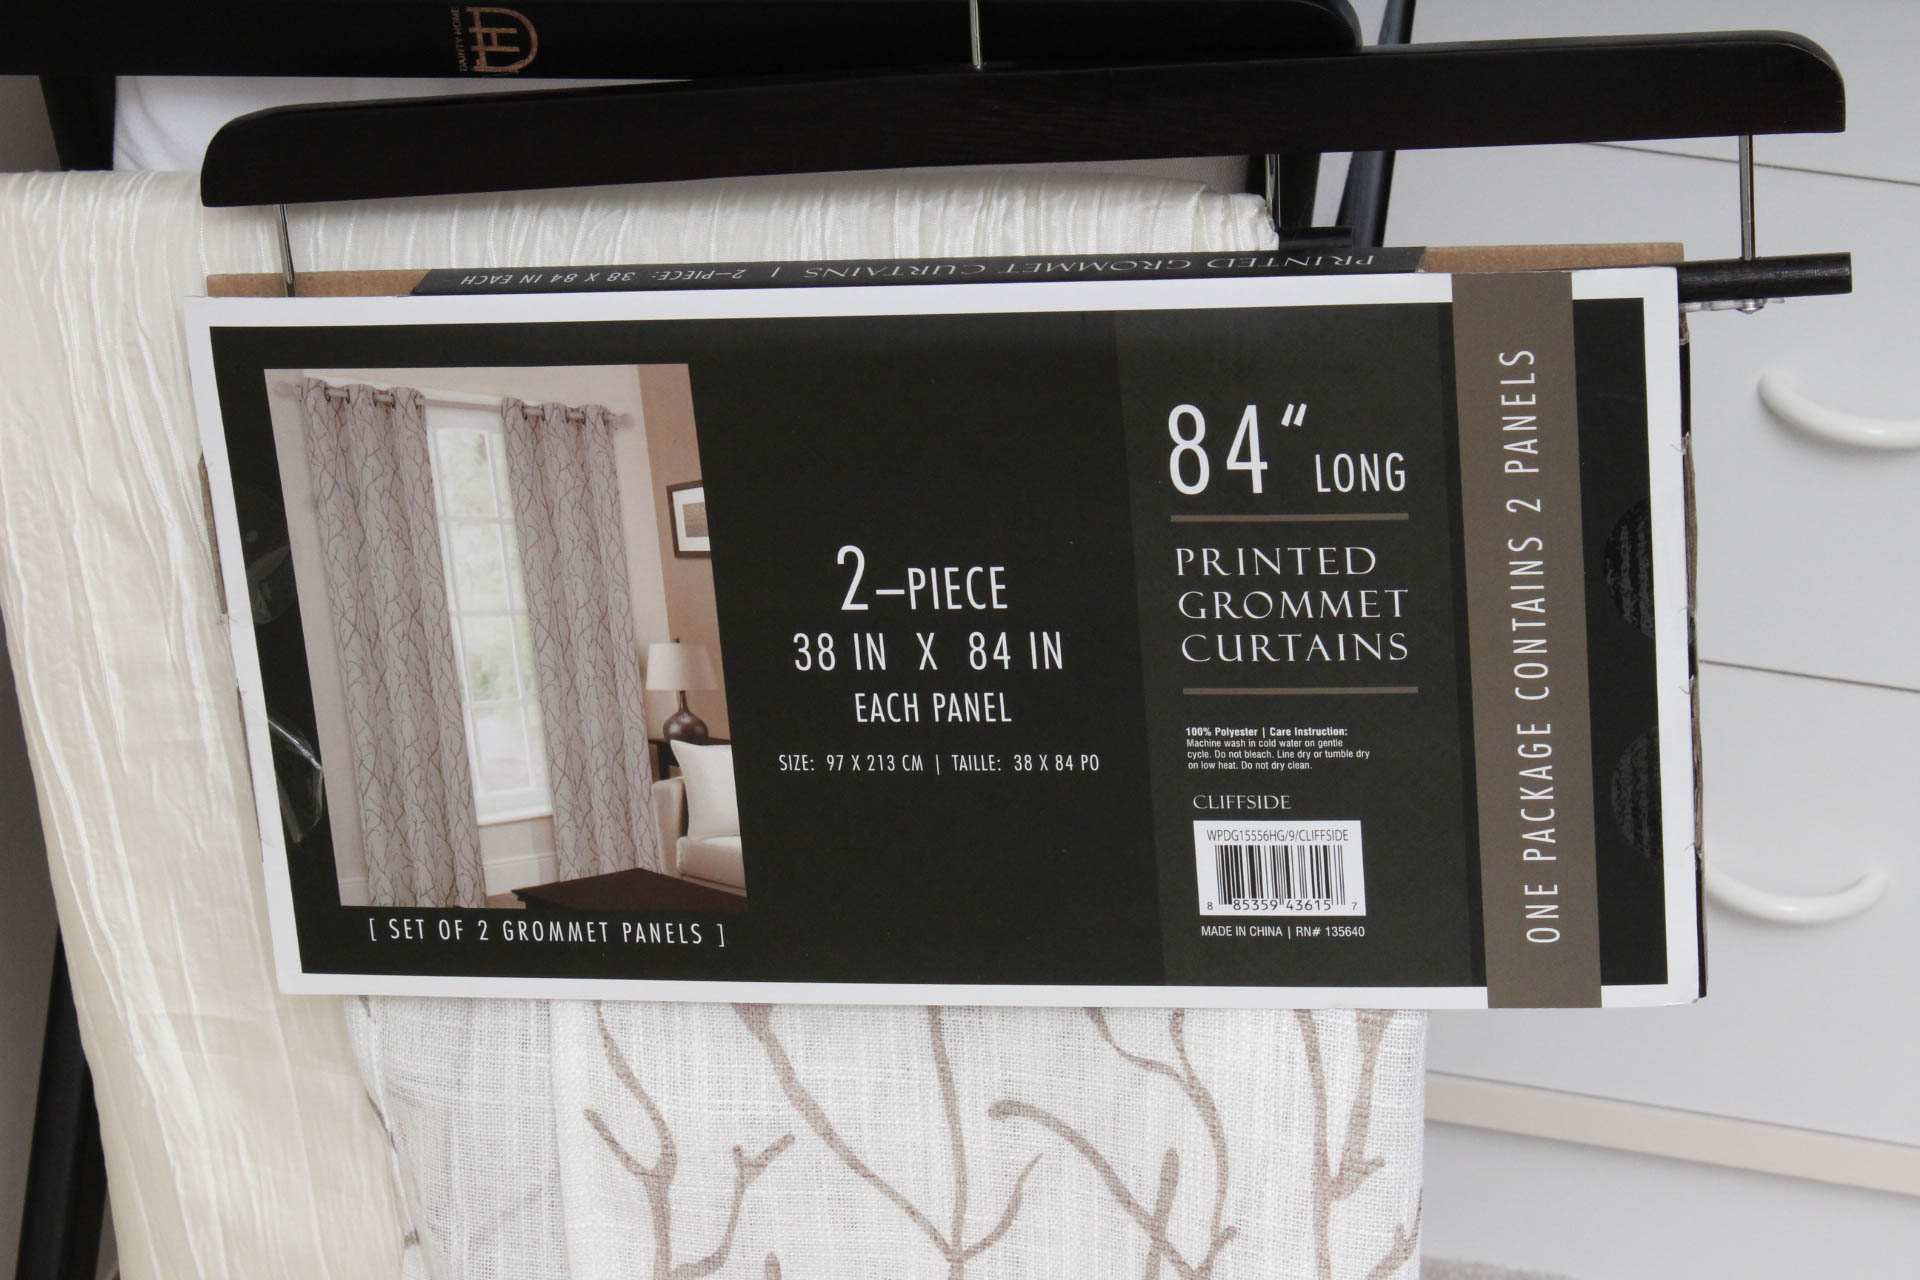 DAINTY HOME
PRINTED GROMMET CURTAINS | 2-PIECE: 38 X 84 IN EACH
84" LONG
PRINTED
GROMMET
CURTAINS
2-PIECE
38 IN X 84 IN
EACH PANEL
SIZE: 97 X 213 CM | TAILLE: 38 X 84 PO
100% Polyester | Care Instruction:
Machine wash in cold water on gentle
cycle. Do not bleach. Line dry or tumble dry
on low heat. Do not dry clean.
CLIFFSIDE
WPDG15556HG/9/CLIFFSIDE
8 85359 43615 7
MADE IN CHINA | RN# 135640
[ SET OF 2 GROMMET PANELS ]
ONE PACKAGE CONTAINS 2 PANELS